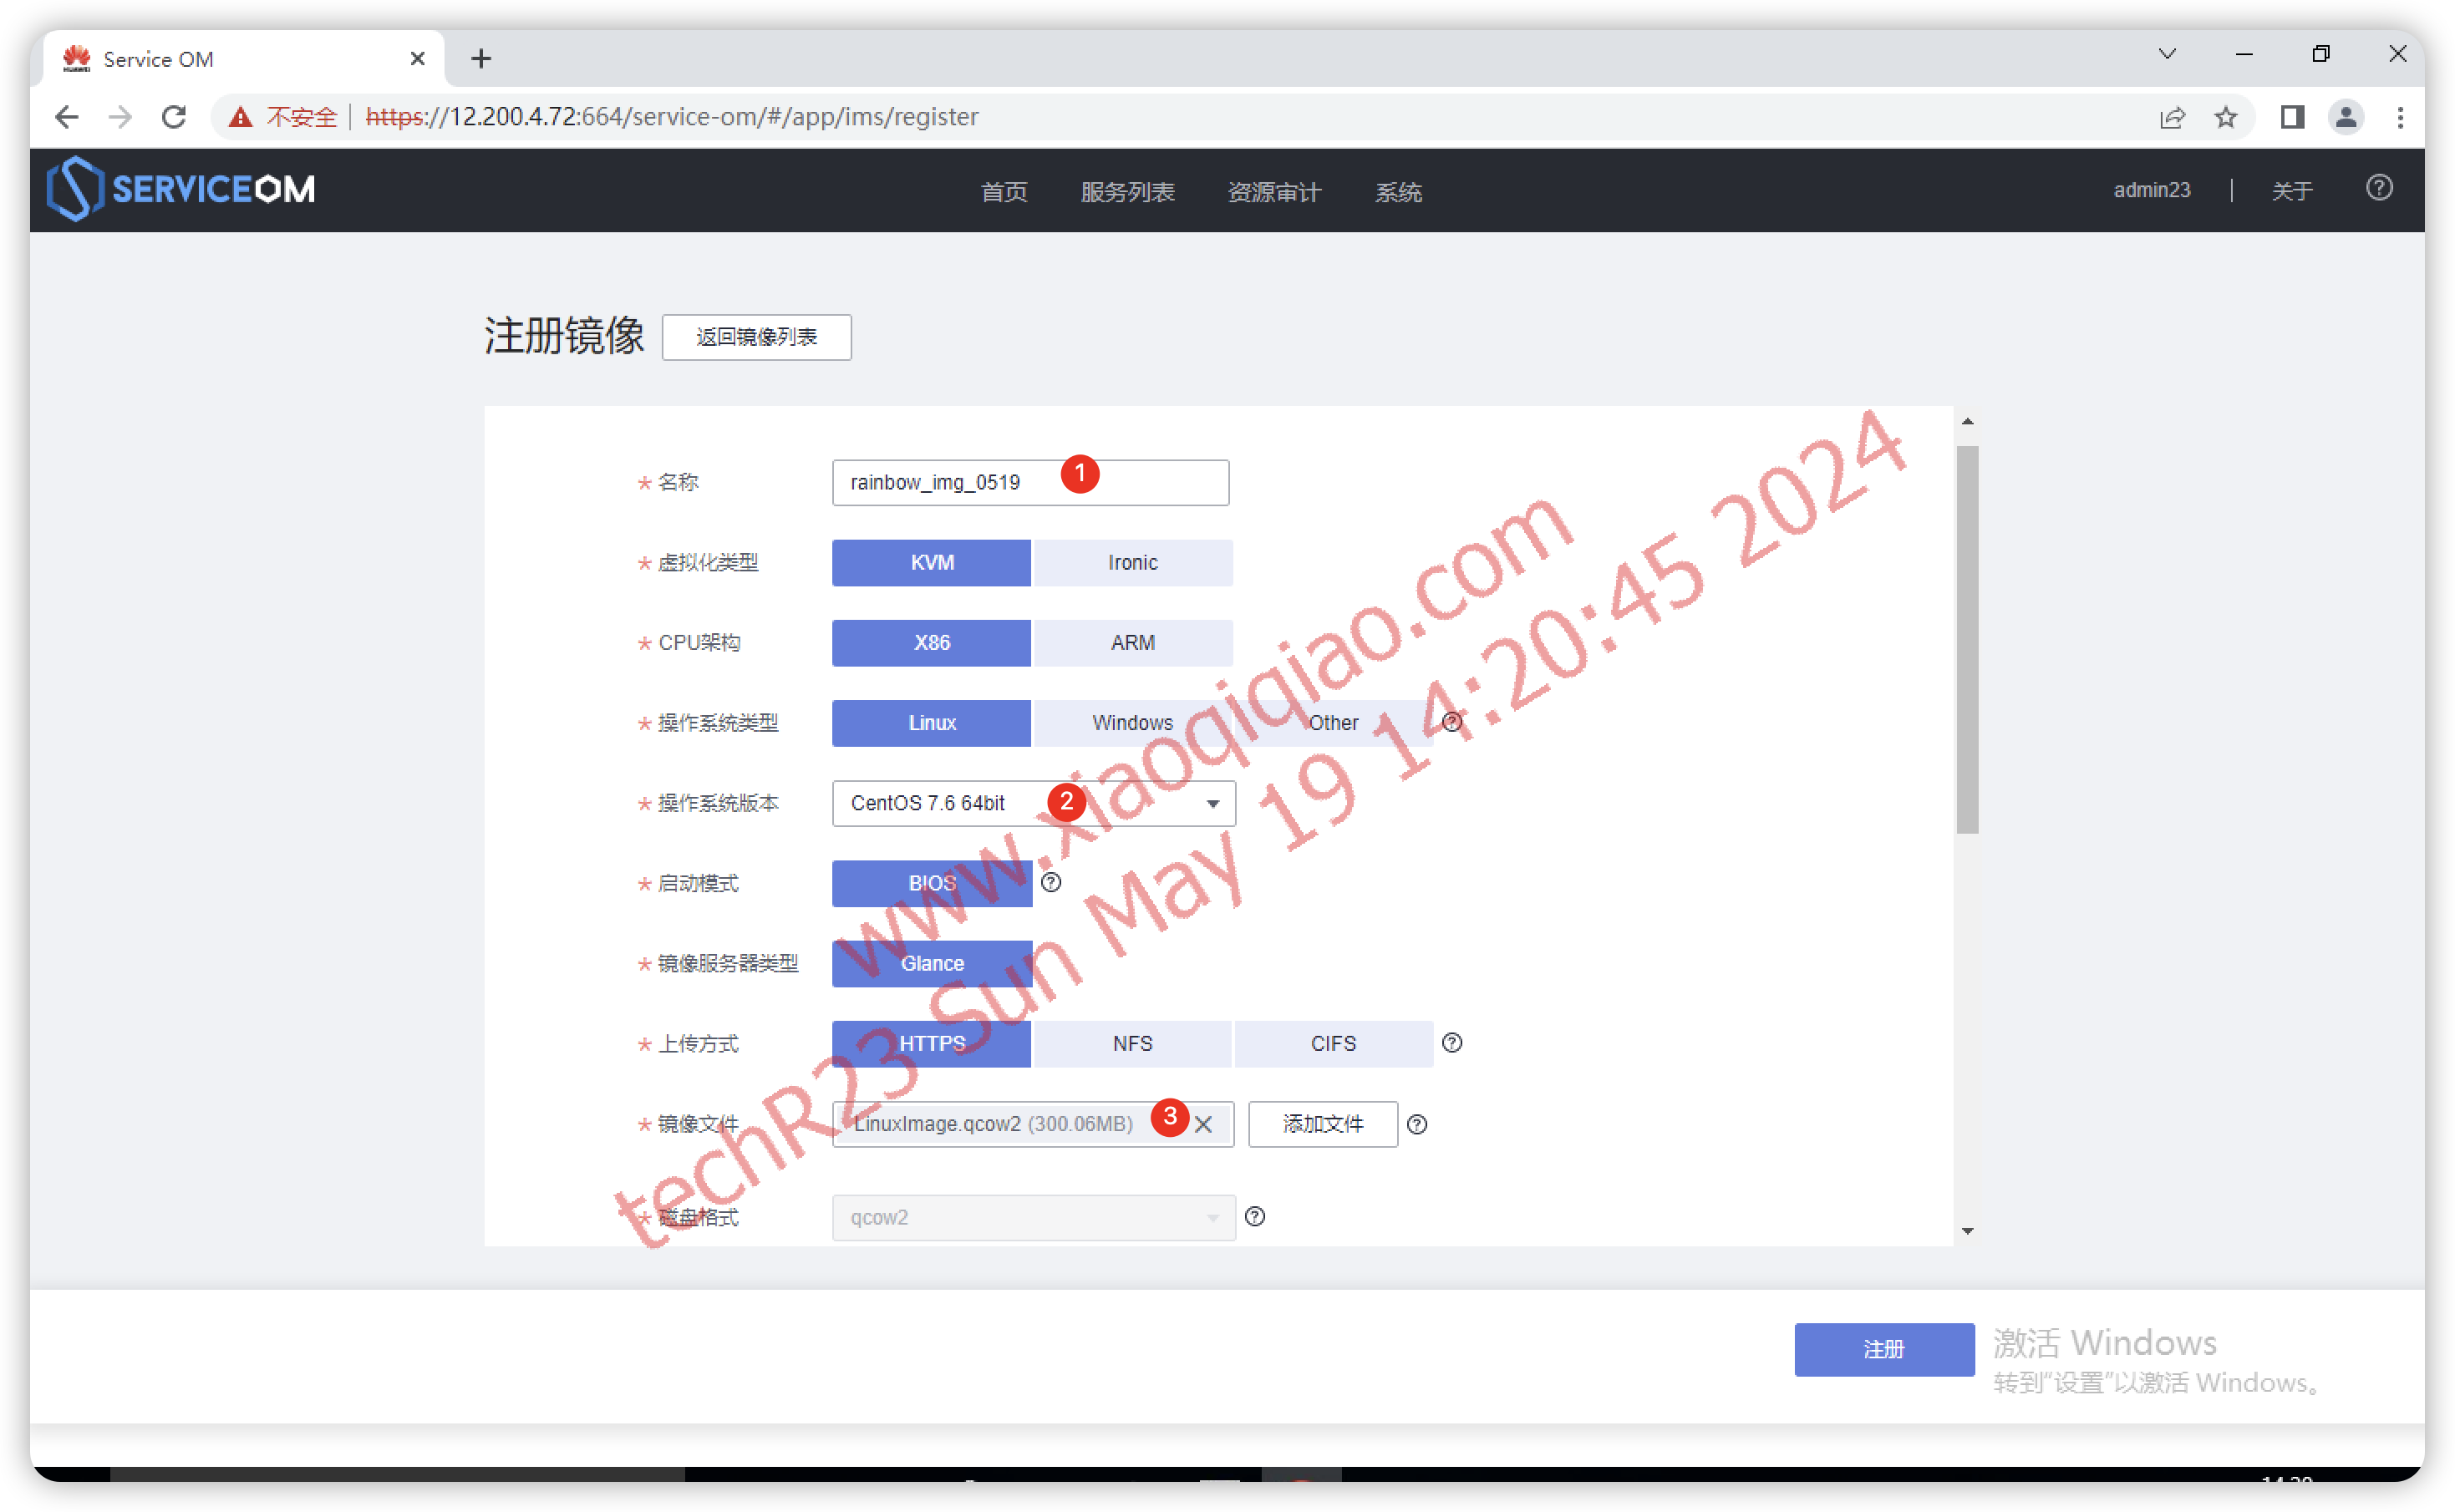 Service OM
不安全 https://12.200.4.72:664/service-om/#/app/ims/register
SERVICEOM 首页 服务列表 资源审计 系统 admin23 关于
注册镜像 返回镜像列表
* 名称 rainbow_img_0519 1
* 虚拟化类型 KVM Ironic
* CPU架构 X86 ARM
* 操作系统类型 Linux Windows Other
* 操作系统版本 CentOS 7.6 64bit 2
* 启动模式 BIOS
* 镜像服务器类型 Glance
* 上传方式 HTTPS NFS CIFS
* 镜像文件 LinuxImage.qcow2 (300.06MB) 3 添加文件
* 磁盘格式 qcow2
www.xiaoqiqiao.com
techR23 Sun May 19 14:20:45 2024
注册
激活 Windows
转到“设置”以激活 Windows。